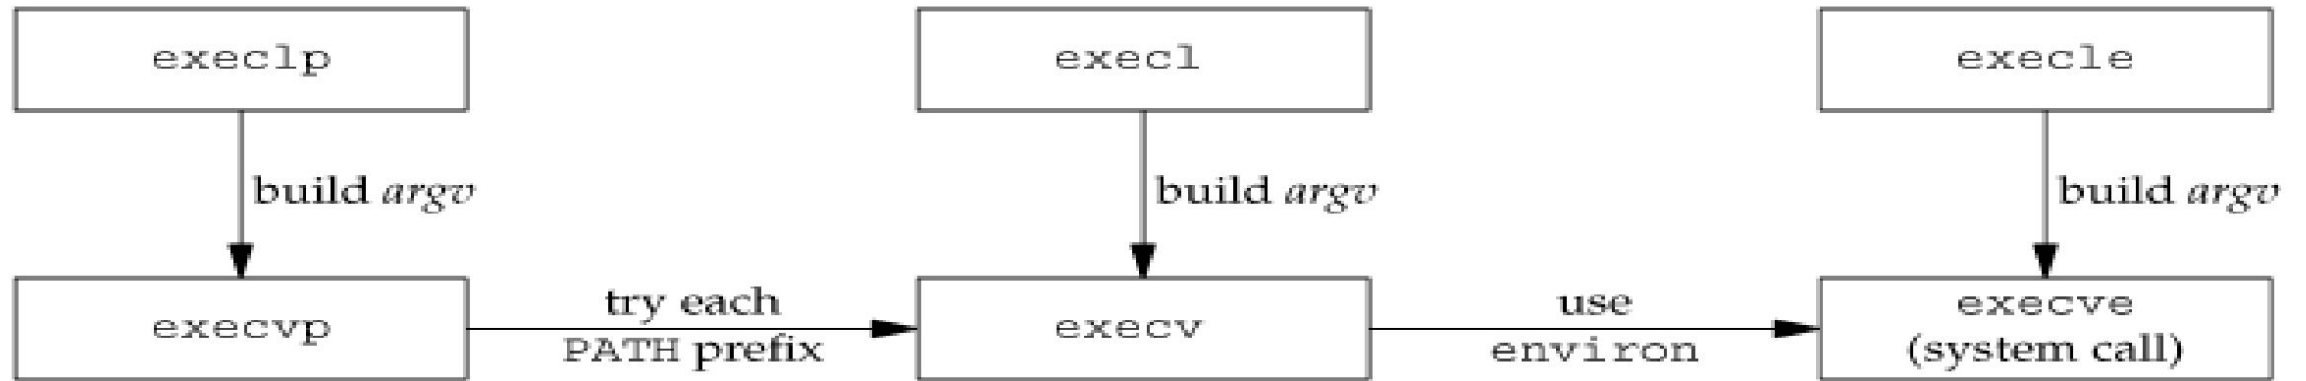 execlp
execl
execle
build argv
build argv
build argv
execvp
try each
PATH prefix
execv
use
environ
execve
(system call)